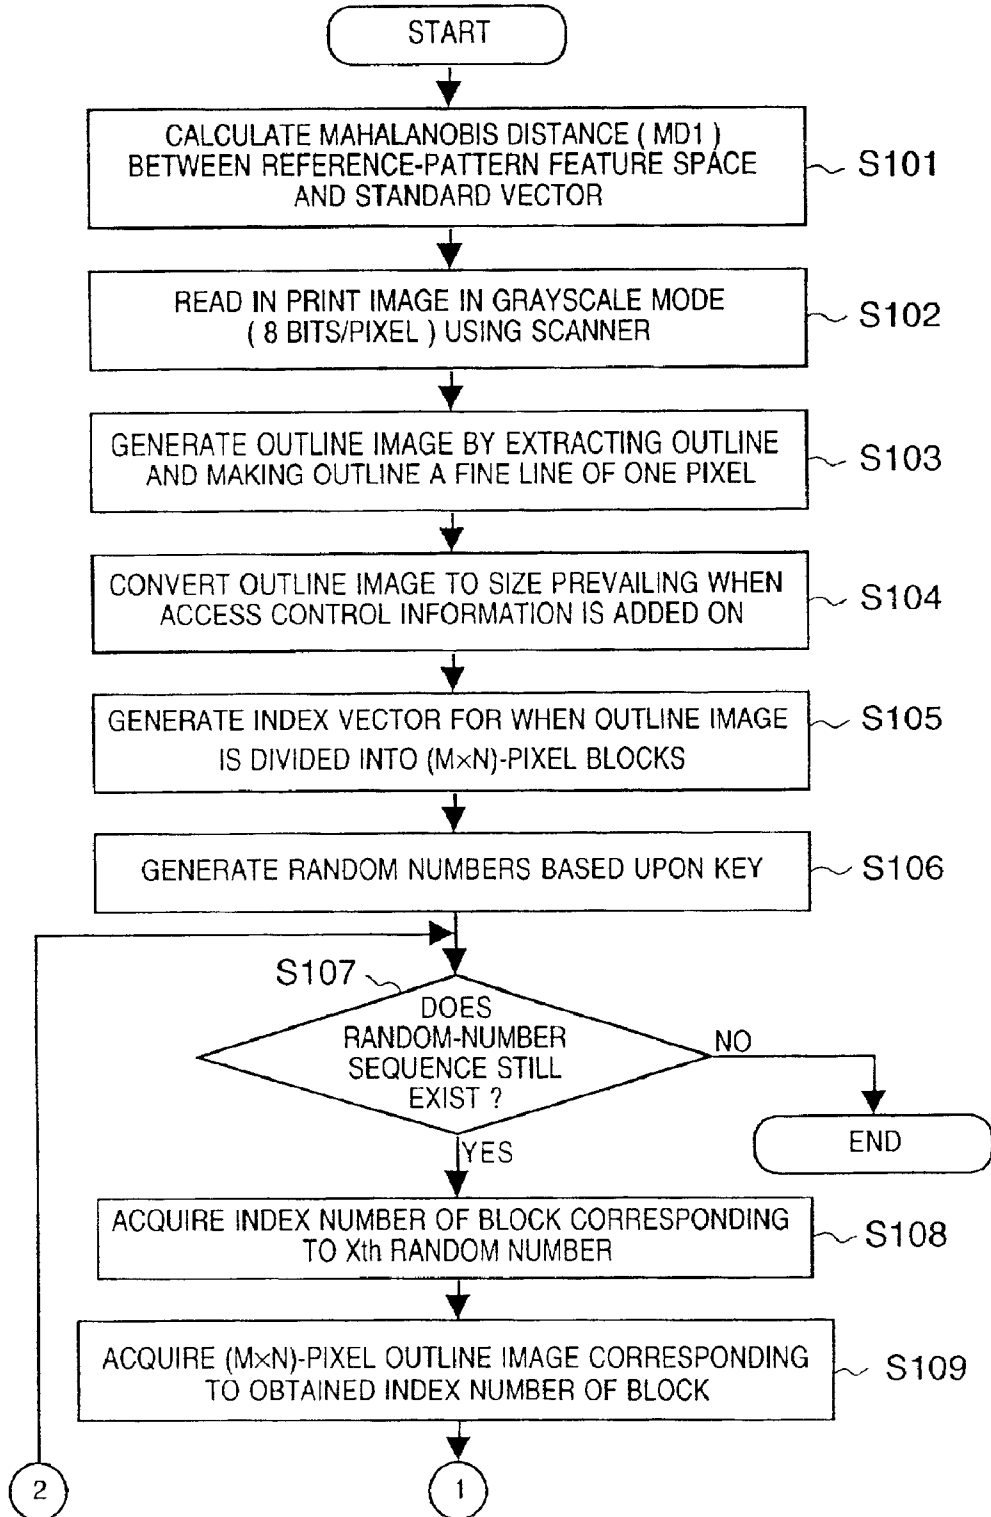 START
CALCULATE MAHALANOBIS DISTANCE ( MD1 )
BETWEEN REFERENCE-PATTERN FEATURE SPACE
AND STANDARD VECTOR
S101
READ IN PRINT IMAGE IN GRAYSCALE MODE
( 8 BITS/PIXEL ) USING SCANNER
S102
GENERATE OUTLINE IMAGE BY EXTRACTING OUTLINE
AND MAKING OUTLINE A FINE LINE OF ONE PIXEL
S103
CONVERT OUTLINE IMAGE TO SIZE PREVAILING WHEN
ACCESS CONTROL INFORMATION IS ADDED ON
S104
GENERATE INDEX VECTOR FOR WHEN OUTLINE IMAGE
IS DIVIDED INTO (M×N)-PIXEL BLOCKS
S105
GENERATE RANDOM NUMBERS BASED UPON KEY
S106
S107
DOES
RANDOM-NUMBER
SEQUENCE STILL
EXIST ?
NO
END
YES
ACQUIRE INDEX NUMBER OF BLOCK CORRESPONDING
TO Xth RANDOM NUMBER
S108
ACQUIRE (M×N)-PIXEL OUTLINE IMAGE CORRESPONDING
TO OBTAINED INDEX NUMBER OF BLOCK
S109
2
1